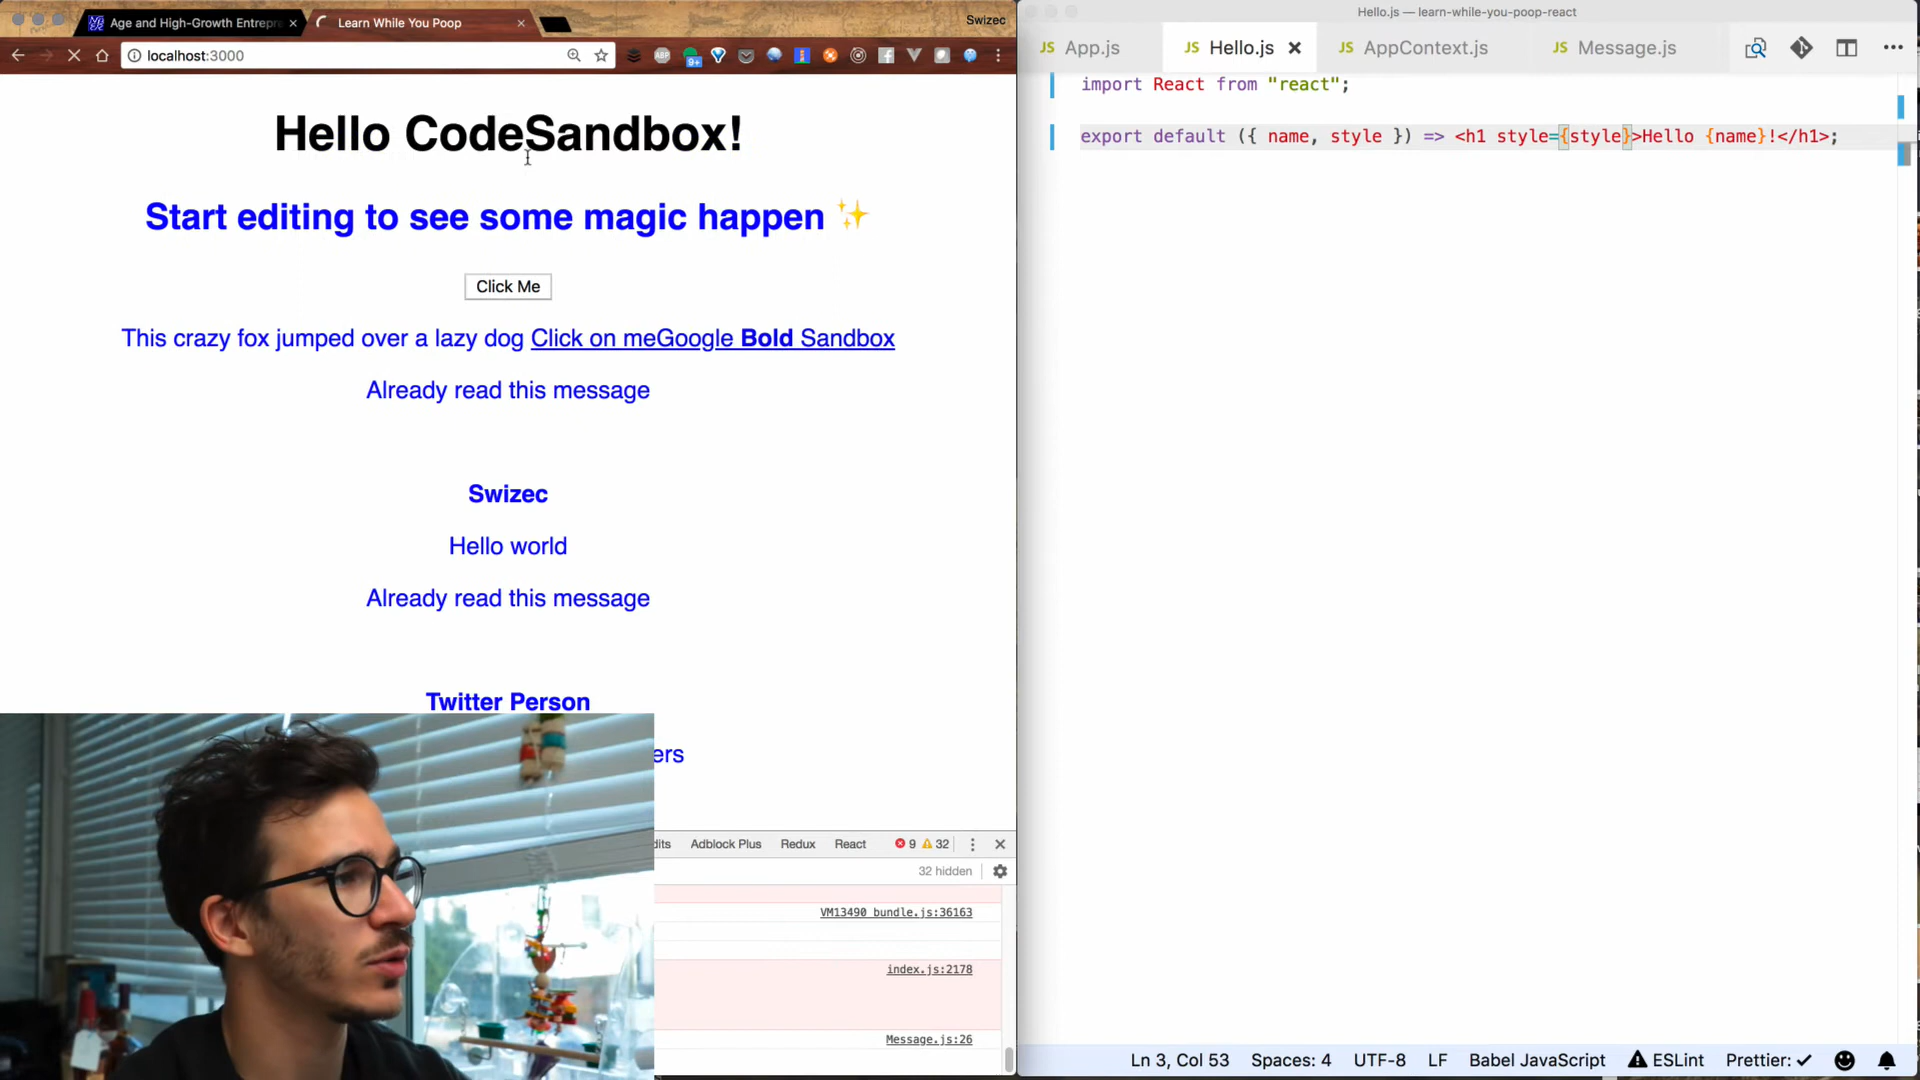 Age and High-Growth Entrepr
Learn While You Poop
Swizec
localhost:3000
ABP
9+
Hello CodeSandbox!
Start editing to see some magic happen ✨
Click Me
This crazy fox jumped over a lazy dog Click on meGoogle Bold Sandbox
Already read this message
Swizec
Hello world
Already read this message
Twitter Person
ers
dits
Adblock Plus
Redux
React
9
32
32 hidden
VM13490 bundle.js:36163
index.js:2178
Message.js:26
Hello.js — learn-while-you-poop-react
JS App.js
JS Hello.js
JS AppContext.js
JS Message.js
import React from "react";
export default ({ name, style }) => <h1 style={style}>Hello {name}!</h1>;
Ln 3, Col 53
Spaces: 4
UTF-8
LF
Babel JavaScript
ESLint
Prettier: ✓